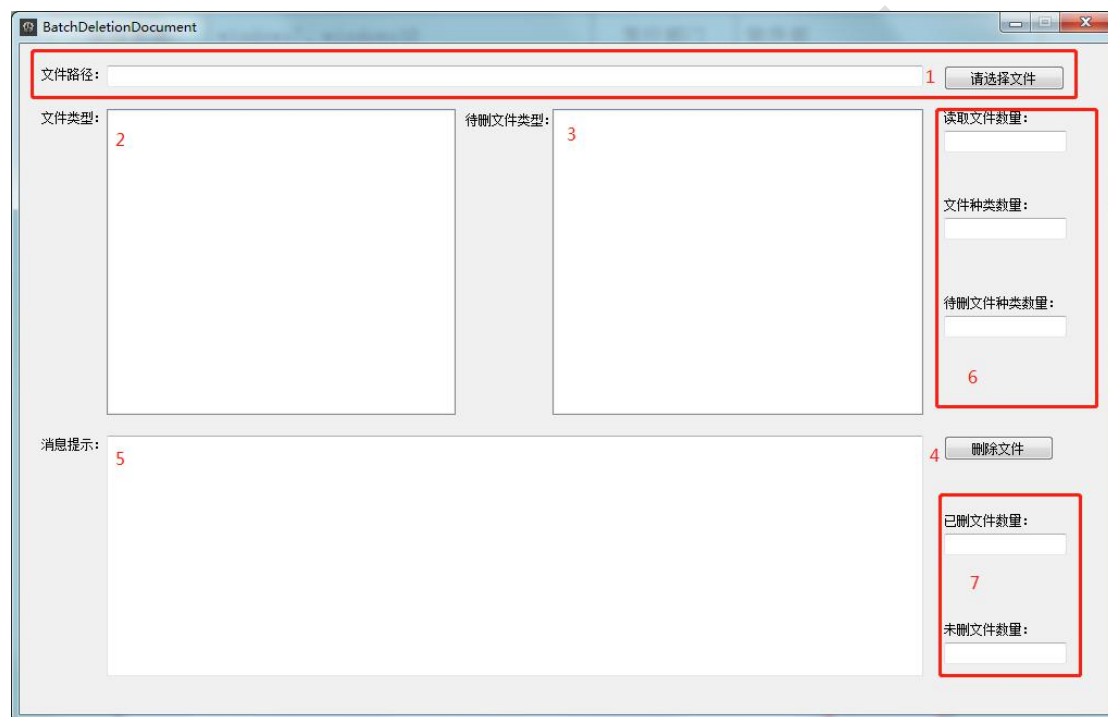 BatchDeletionDocument
文件路径：
1
请选择文件
文件类型：
2
待删文件类型：
3
读取文件数量：
文件种类数量：
待删文件种类数量：
6
消息提示：
5
4
删除文件
已删文件数量：
7
未删文件数量：